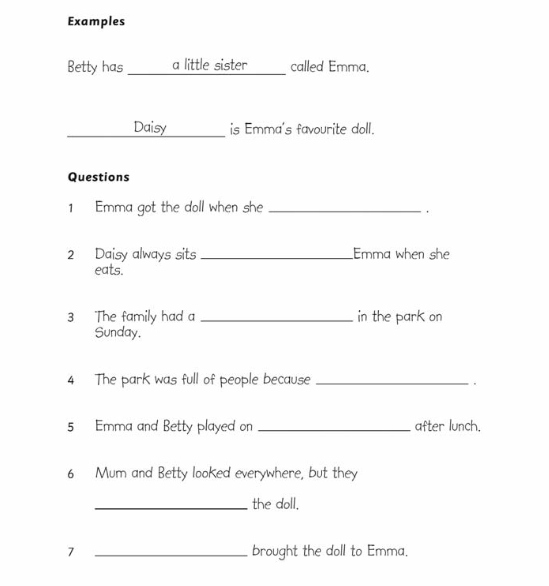 Examples
Betty has a little sister called Emma.
Daisy is Emma's favourite doll.
Questions
1 Emma got the doll when she ____________ .
2 Daisy always sits ____________Emma when she
eats.
3 The family had a ____________ in the park on
Sunday.
4 The park was full of people because ____________ .
5 Emma and Betty played on ____________ after lunch.
6 Mum and Betty looked everywhere, but they
____________ the doll.
7 ____________ brought the doll to Emma.